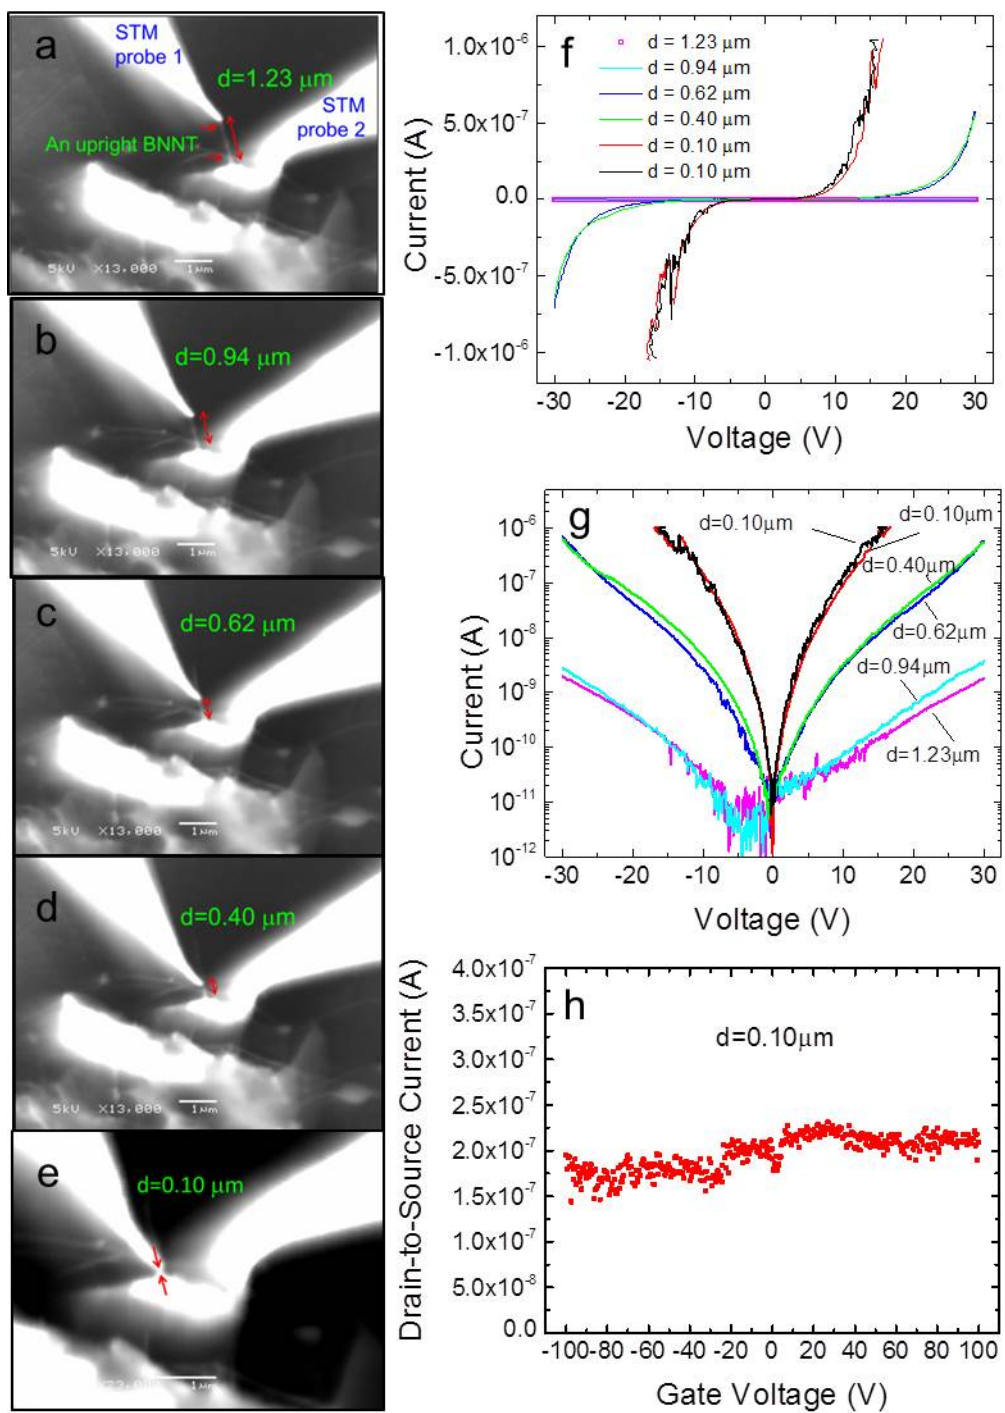 a
STM
probe 1
d=1.23 μm
STM
probe 2
An upright BNNT
5kV X13,000 1μm
b
d=0.94 μm
5kV X13,000 1μm
c
d=0.62 μm
5kV X13,000 1μm
d
d=0.40 μm
5kV X13,000 1μm
e
d=0.10 μm
f
d = 1.23 μm
d = 0.94 μm
d = 0.62 μm
d = 0.40 μm
d = 0.10 μm
d = 0.10 μm
Current (A)
1.0x10⁻⁶
5.0x10⁻⁷
0.0
-5.0x10⁻⁷
-1.0x10⁻⁶
-30 -20 -10 0 10 20 30
Voltage (V)
g
d=0.10μm
d=0.10μm
d=0.40μm
d=0.62μm
d=0.94μm
d=1.23μm
Current (A)
10⁻⁶
10⁻⁷
10⁻⁸
10⁻⁹
10⁻¹⁰
10⁻¹¹
10⁻¹²
-30 -20 -10 0 10 20 30
Voltage (V)
h
d=0.10μm
Drain-to-Source Current (A)
4.0x10⁻⁷
3.5x10⁻⁷
3.0x10⁻⁷
2.5x10⁻⁷
2.0x10⁻⁷
1.5x10⁻⁷
1.0x10⁻⁷
5.0x10⁻⁸
0.0
-100 -80 -60 -40 -20 0 20 40 60 80 100
Gate Voltage (V)